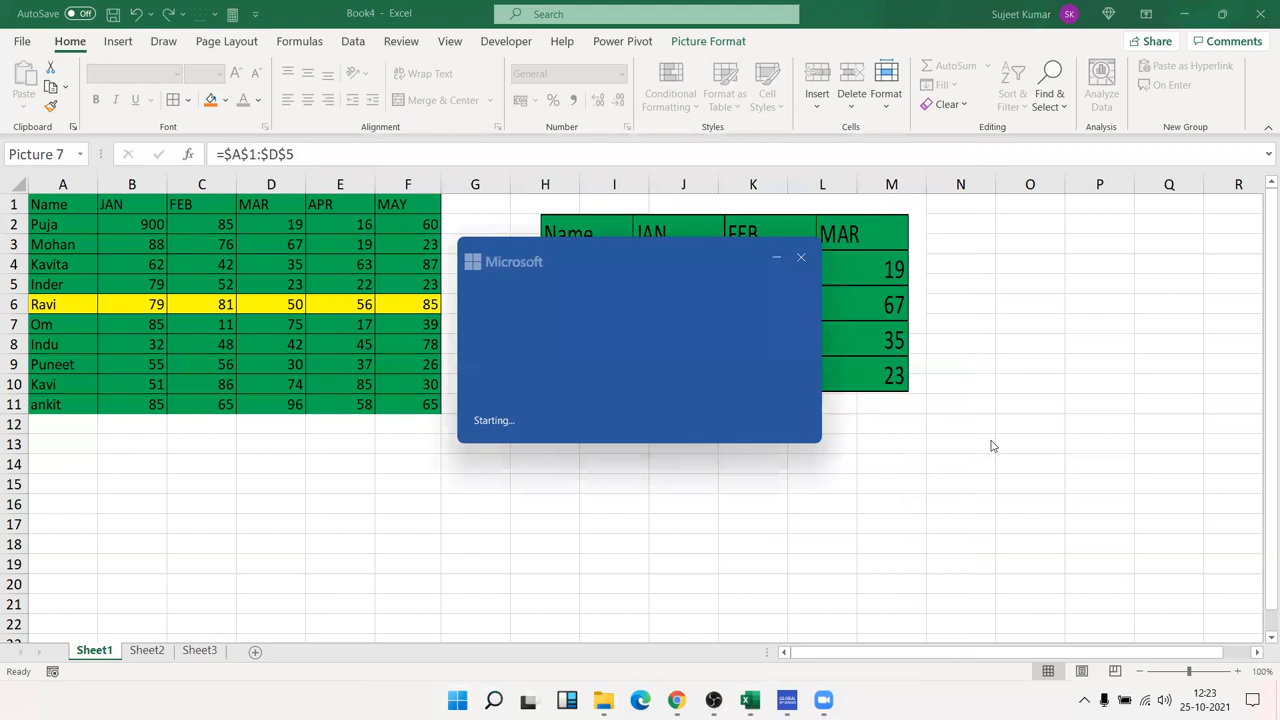 AutoSave Off Book4 - Excel Search Sujeet Kumar SK
File Home Insert Draw Page Layout Formulas Data Review View Developer Help Power Pivot Picture Format Share Comments
Paste Wrap Text General Conditional Formatting Format as Table Cell Styles Insert Delete Format AutoSum Sort & Filter Find & Select Analyze Data Paste as Hyperlink
B I U Merge & Center Fill On Enter
Clear
Clipboard Font Alignment Number Styles Cells Editing Analysis New Group
Picture 7 fx =$A$1:$D$5
A B C D E F G H I J K L M N O P Q R
1 Name JAN FEB MAR APR MAY
2 Puja 900 85 19 16 60
Name JAN FEB MAR
3 Mohan 88 76 67 19 23
4 Kavita 62 42 35 63 87 Microsoft 19
5 Inder 79 52 23 22 23
6 Ravi 79 81 50 56 85 67
7 Om 85 11 75 17 39
8 Indu 32 48 42 45 78 35
9 Puneet 55 56 30 37 26
10 Kavi 51 86 74 85 30 23
11 ankit 85 65 96 58 65
Starting...
12
13
14
15
16
17
18
19
20
21
22
Sheet1 Sheet2 Sheet3
Ready 100%
12:23
25-10-2021